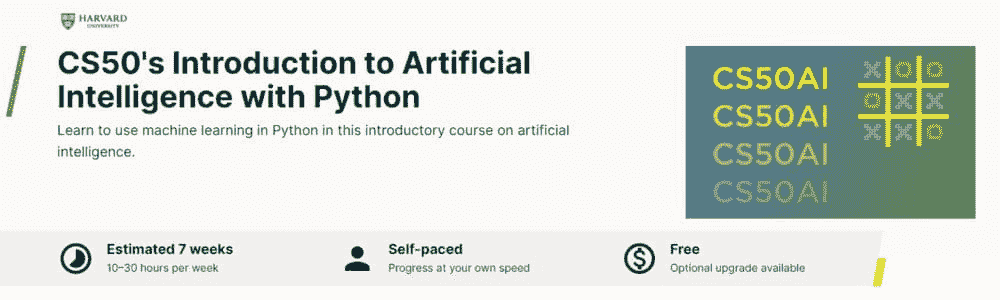 HARVARD
UNIVERSITY
CS50's Introduction to Artificial
Intelligence with Python
Learn to use machine learning in Python in this introductory course on artificial
intelligence.
CS50AI
CS50AI
CS50AI
CS50AI
X O O
O X X
X X O
Estimated 7 weeks
10–30 hours per week
Self-paced
Progress at your own speed
$
Free
Optional upgrade available